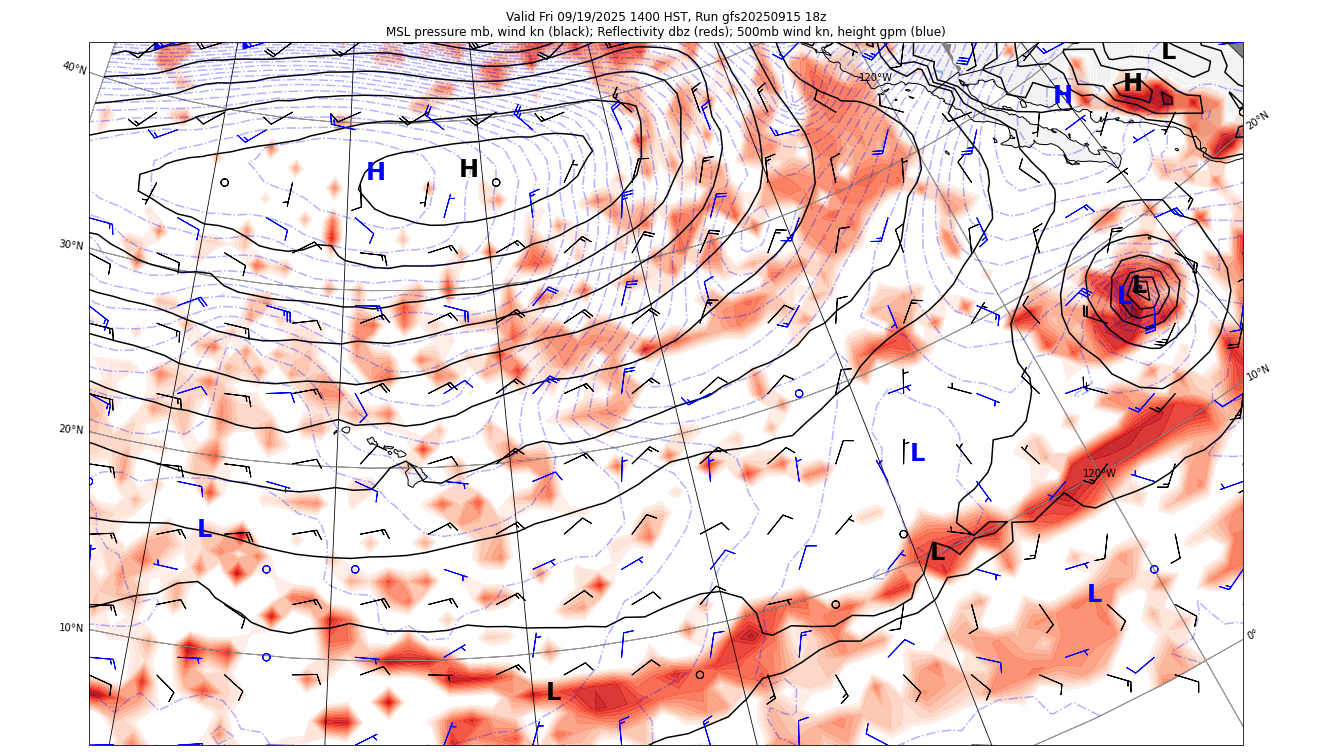 Valid Fri 09/19/2025 1400 HST, Run gfs20250915 18z
MSL pressure mb, wind kn (black); Reflectivity dbz (reds); 500mb wind kn, height gpm (blue)
L
40°N
120°W
H
H
20°N
H
H
30°N
L
L
10°N
20°N
L
120°W
L
L
L
10°N
0°
L